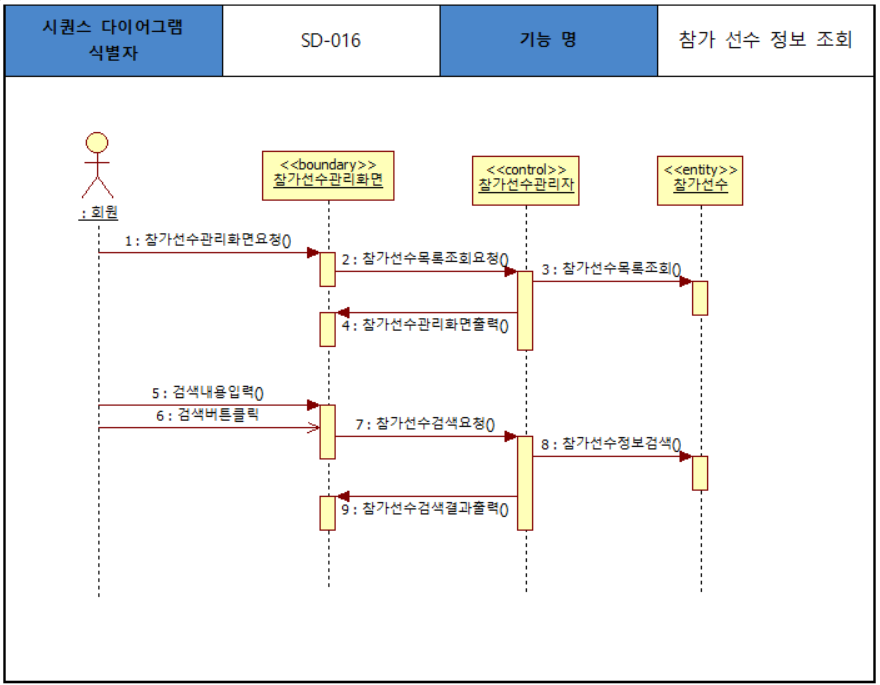 시퀀스 다이어그램
식별자
SD-016
기능 명
참가 선수 정보 조회
<<boundary>>
참가선수관리화면
<<control>>
참가선수관리자
<<entity>>
참가선수
: 회원
1 : 참가선수관리화면요청()
2 : 참가선수목록조회요청()
3 : 참가선수목록조회()
4 : 참가선수관리화면출력()
5 : 검색내용입력()
6 : 검색버튼클릭
7 : 참가선수검색요청()
8 : 참가선수정보검색()
9 : 참가선수검색결과출력()